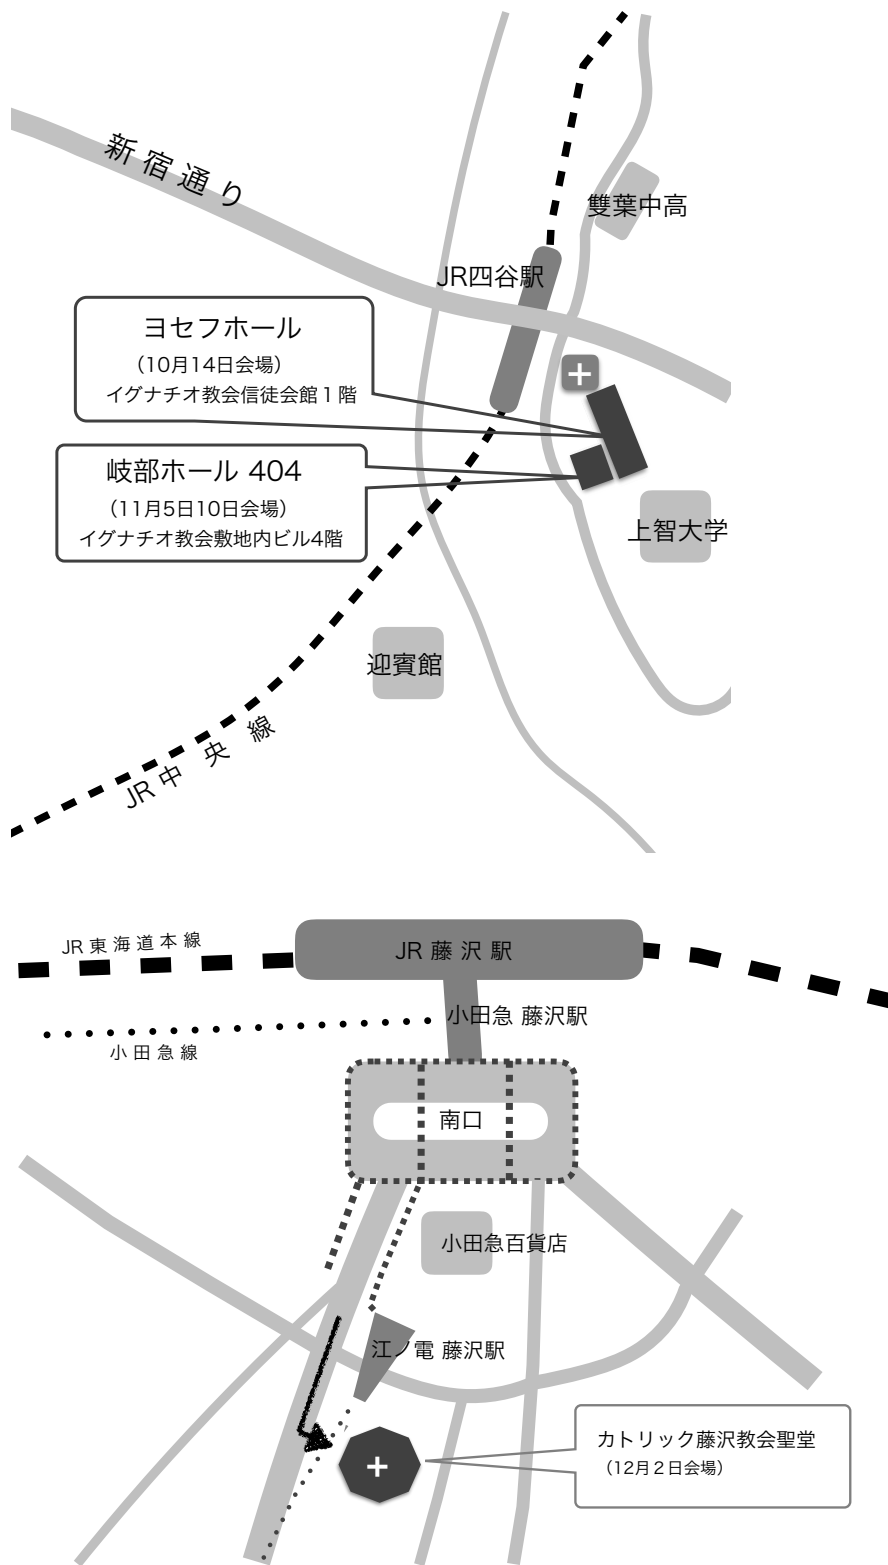 新宿通り
雙葉中高
JR四谷駅
ヨセフホール
（10月14日会場）
イグナチオ教会信徒会館１階
岐部ホール 404
（11月5日10日会場）
イグナチオ教会敷地内ビル4階
上智大学
迎賓館
JR中央線
JR東海道本線
JR 藤 沢 駅
小田急 藤沢駅
小田急線
南口
小田急百貨店
江ノ電 藤沢駅
カトリック藤沢教会聖堂
（12月２日会場）